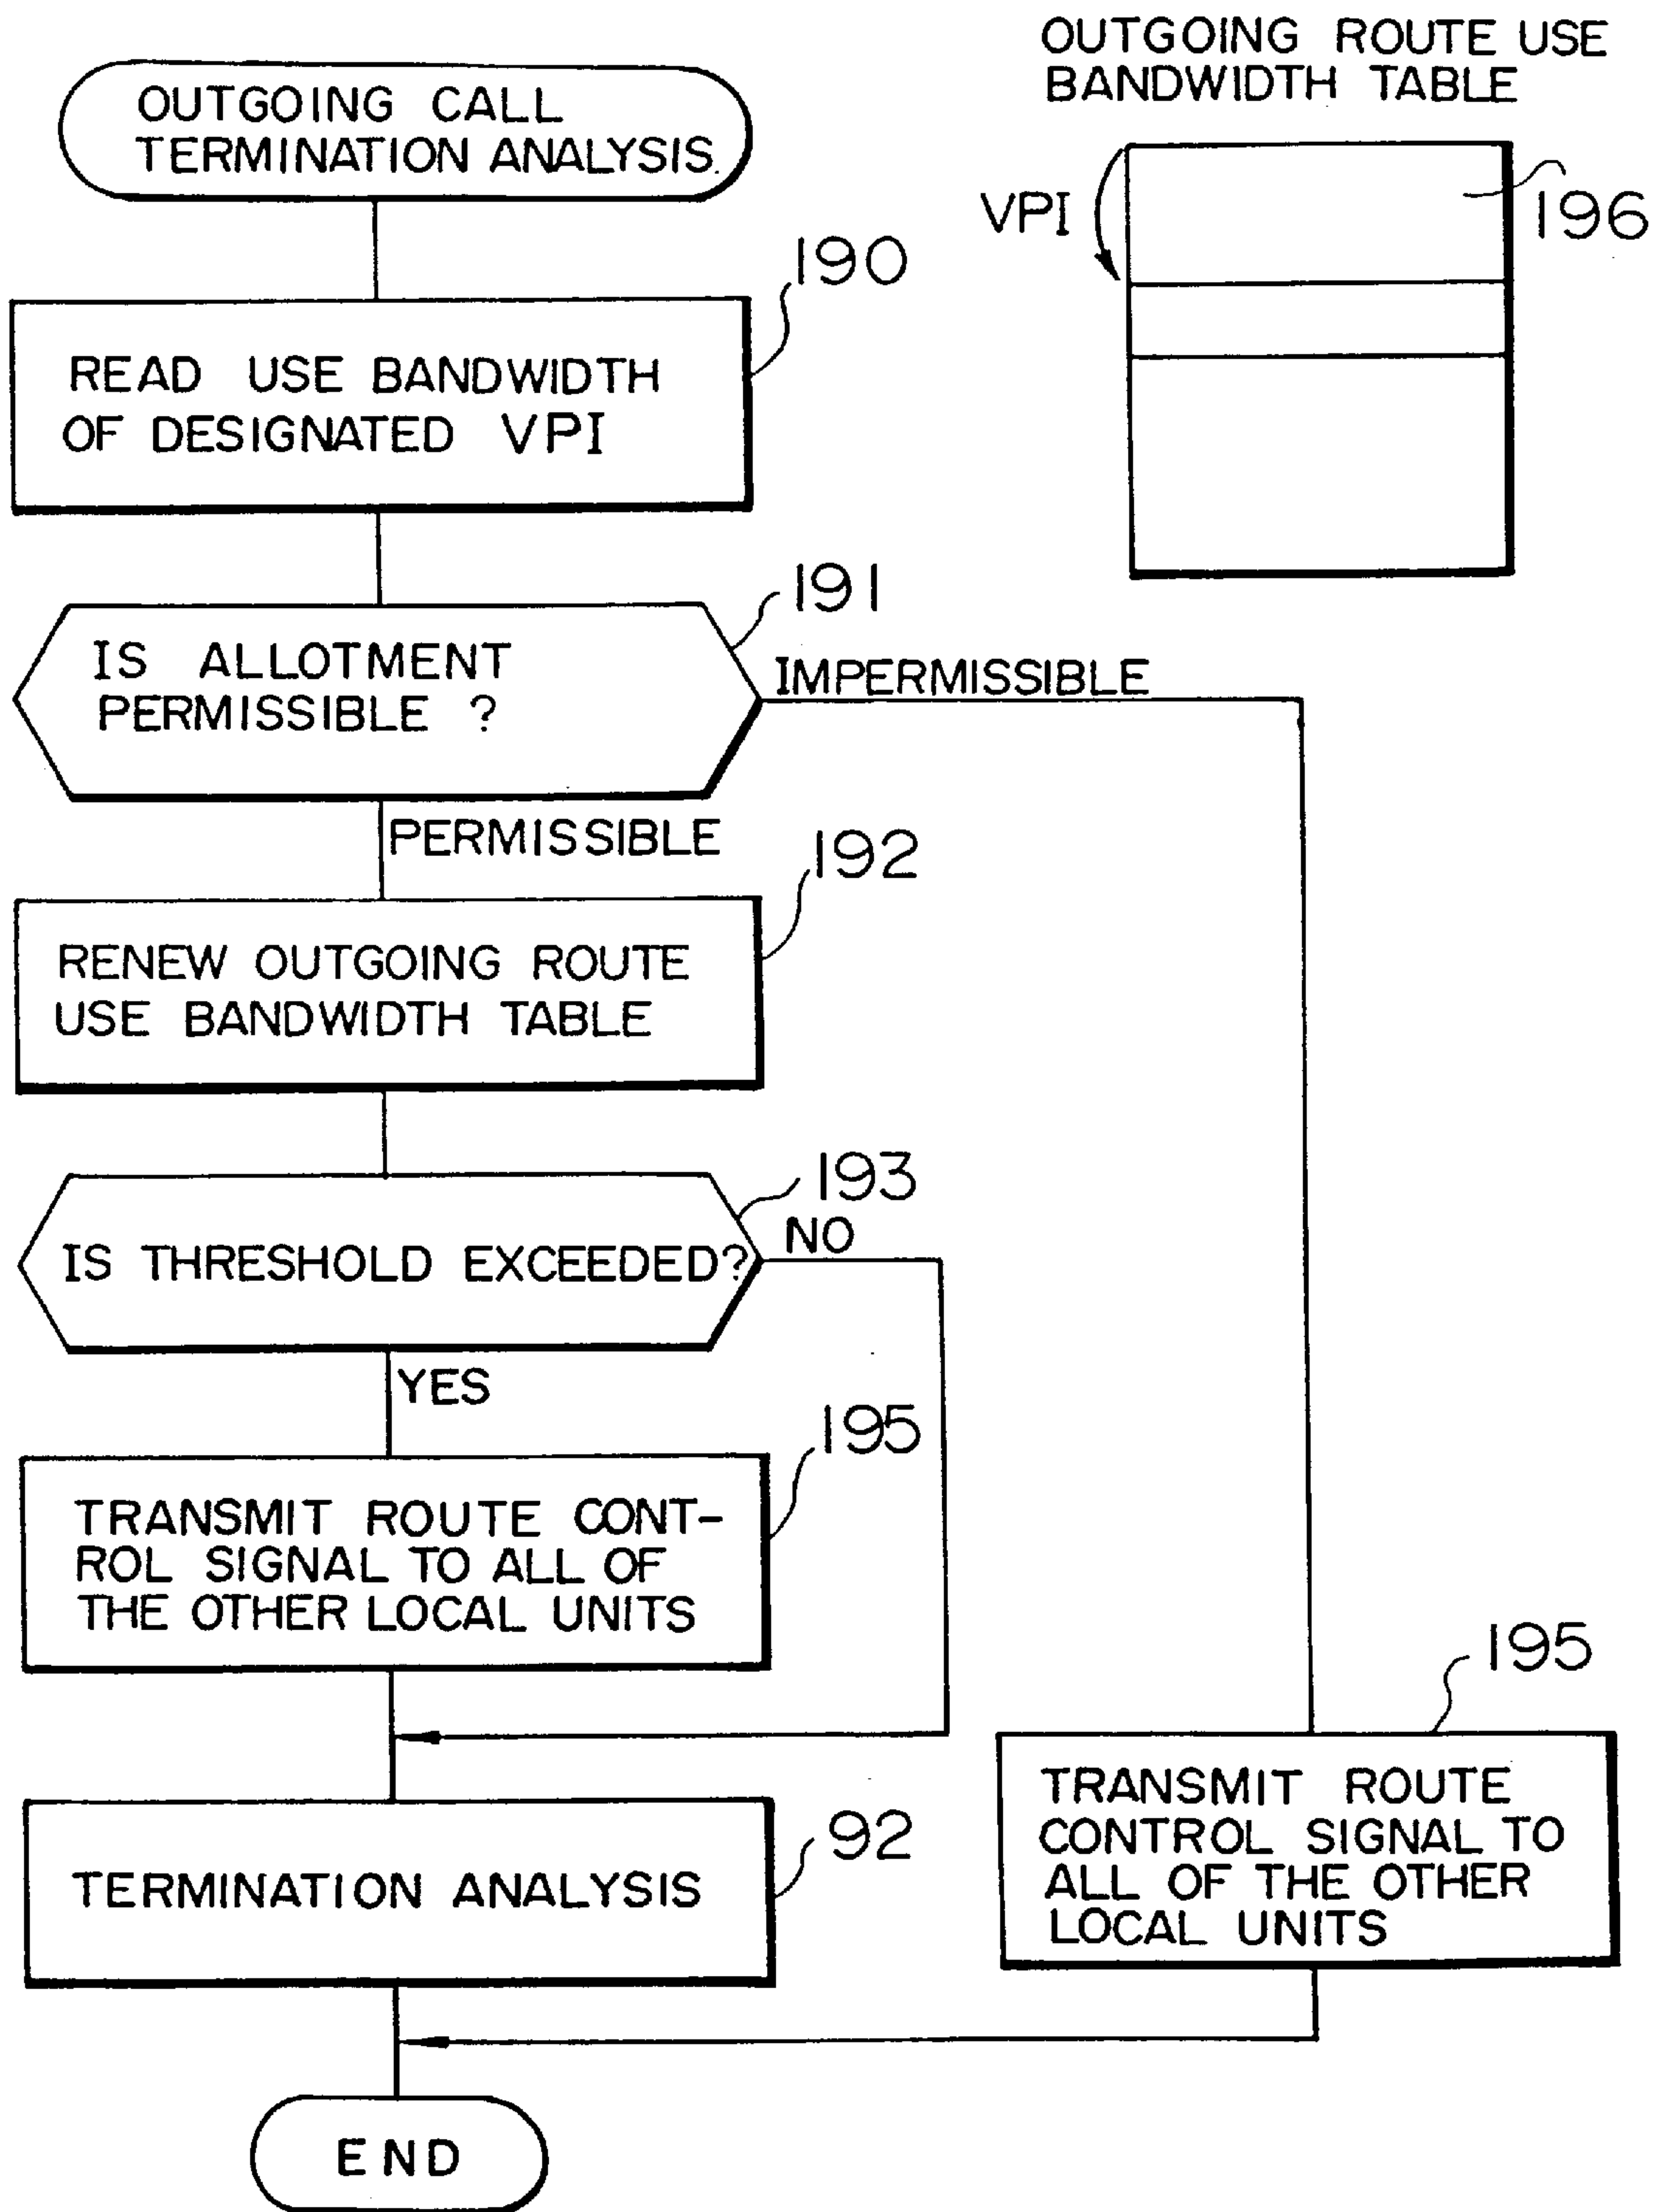 OUTGOING ROUTE USE
BANDWIDTH TABLE
OUTGOING CALL
TERMINATION ANALYSIS
VPI
196
190
READ USE BANDWIDTH
OF DESIGNATED VPI
191
IS ALLOTMENT
PERMISSIBLE ?
IMPERMISSIBLE
PERMISSIBLE
192
RENEW OUTGOING ROUTE
USE BANDWIDTH TABLE
193
NO
IS THRESHOLD EXCEEDED?
YES
195
TRANSMIT ROUTE CONT-
ROL SIGNAL TO ALL OF
THE OTHER LOCAL UNITS
195
TRANSMIT ROUTE
CONTROL SIGNAL TO
ALL OF THE OTHER
LOCAL UNITS
92
TERMINATION ANALYSIS
END